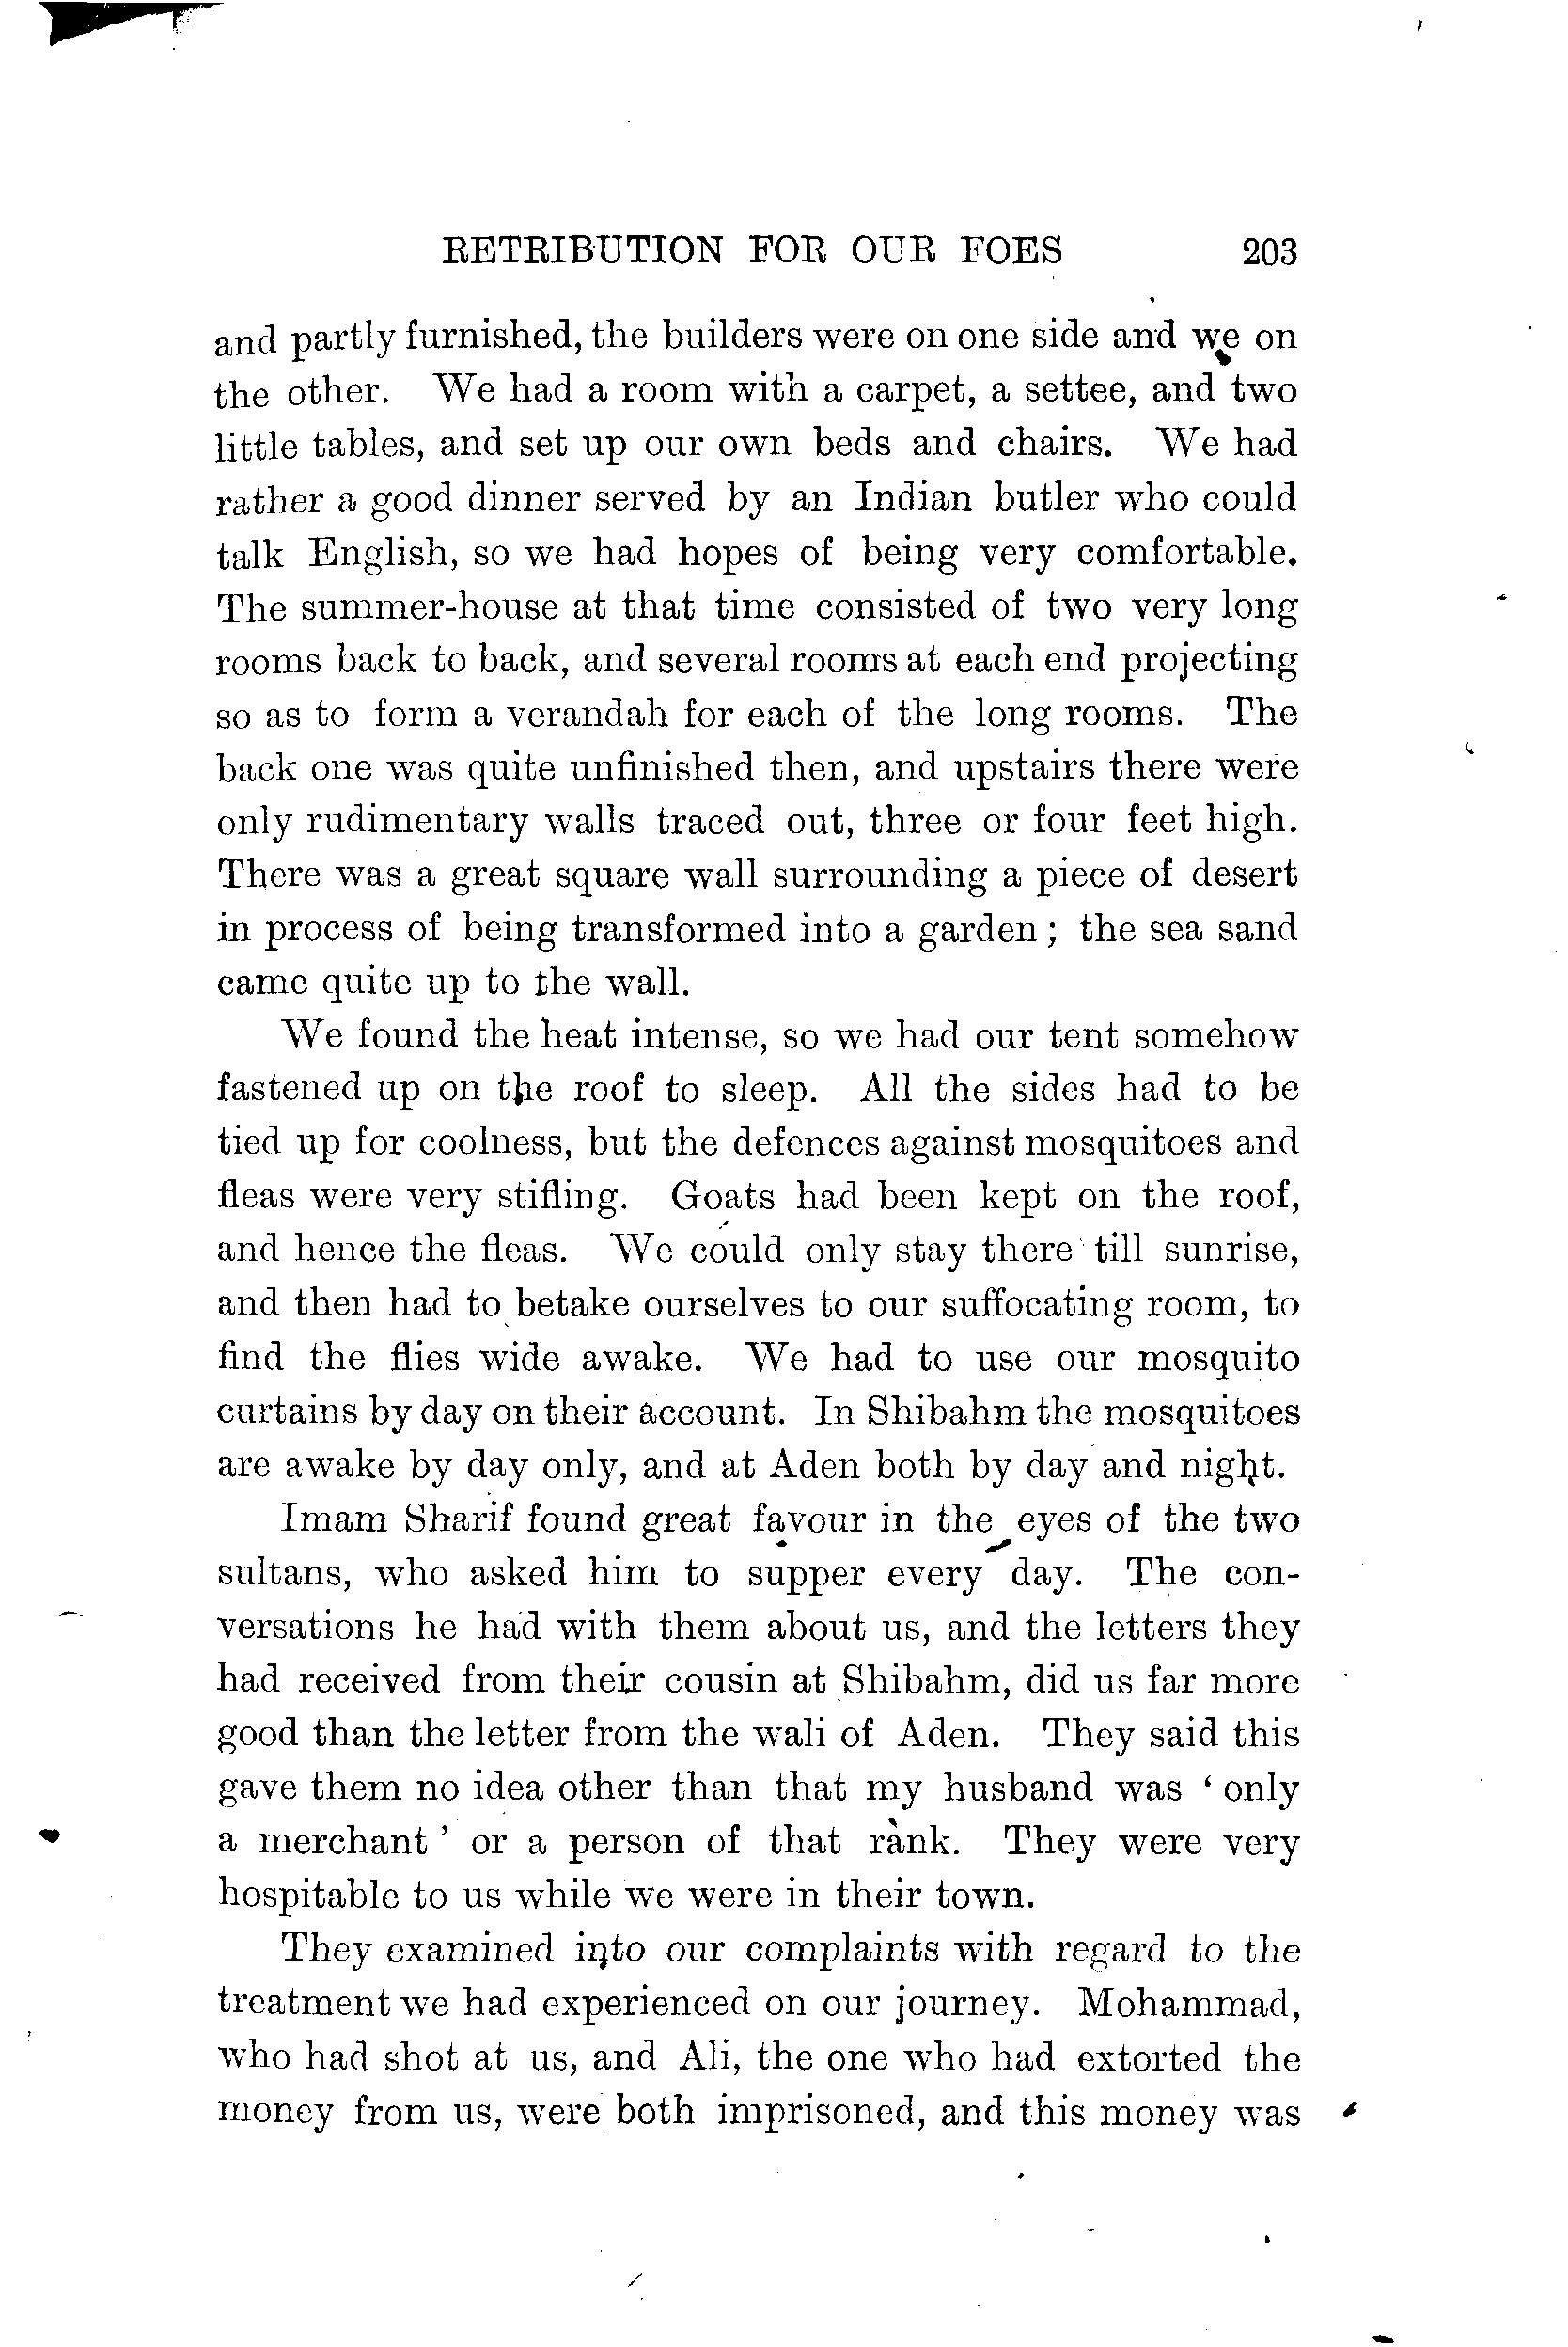 RETRIBUTION FOR OUR FOES 203
and partly furnished, the builders were on one side and we on
the other. We had a room with a carpet, a settee, and two
little tables, and set up our own beds and chairs. We had
rather a good dinner served by an Indian butler who could
talk English, so we had hopes of being very comfortable.
The summer-house at that time consisted of two very long
rooms back to back, and several rooms at each end projecting
so as to form a verandah for each of the long rooms. The
back one was quite unfinished then, and upstairs there were
only rudimentary walls traced out, three or four feet high.
There was a great square wall surrounding a piece of desert
in process of being transformed into a garden; the sea sand
came quite up to the wall.
We found the heat intense, so we had our tent somehow
fastened up on the roof to sleep. All the sides had to be
tied up for coolness, but the defences against mosquitoes and
fleas were very stifling. Goats had been kept on the roof,
and hence the fleas. We could only stay there till sunrise,
and then had to betake ourselves to our suffocating room, to
find the flies wide awake. We had to use our mosquito
curtains by day on their account. In Shibahm the mosquitoes
are awake by day only, and at Aden both by day and night.
Imam Sharif found great favour in the eyes of the two
sultans, who asked him to supper every day. The con-
versations he had with them about us, and the letters they
had received from their cousin at Shibahm, did us far more
good than the letter from the wali of Aden. They said this
gave them no idea other than that my husband was ‘ only
a merchant ’ or a person of that rank. They were very
hospitable to us while we were in their town.
They examined into our complaints with regard to the
treatment we had experienced on our journey. Mohammad,
who had shot at us, and Ali, the one who had extorted the
money from us, were both imprisoned, and this money was